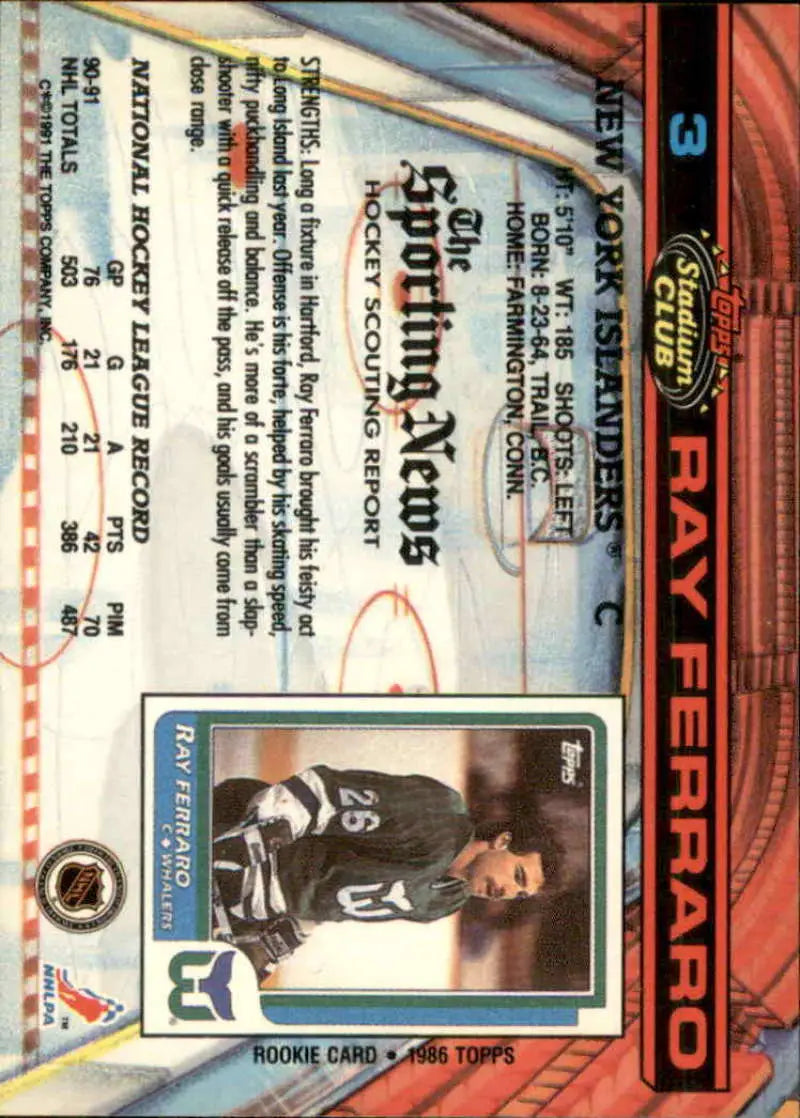 3
Topps
Stadium
CLUB
RAY FERRARO
NEW YORK ISLANDERS® C
HT: 5'10" WT: 185 SHOOTS: LEFT
BORN: 8-23-64, TRAIL, B.C.
HOME: FARMINGTON, CONN.
The
Sporting News
HOCKEY SCOUTING REPORT
STRENGTHS: Long a fixture in Hartford, Ray Ferraro brought his feisty act
to Long Island last year. Offense is his forte, helped by his skating speed,
nifty puckhandling and balance. He's more of a scrambler than a slap-
shooter with a quick release off the pass, and his goals usually come from
close range.
NATIONAL HOCKEY LEAGUE RECORD
GP G A PTS PIM
90-91 76 21 21 42 70
NHL TOTALS 503 176 210 386 487
C*©1991 THE TOPPS COMPANY, INC.
topps
26
RAY FERRARO
C ◆ WHALERS
®
ROOKIE CARD • 1986 TOPPS
NHL
NHLPA
™